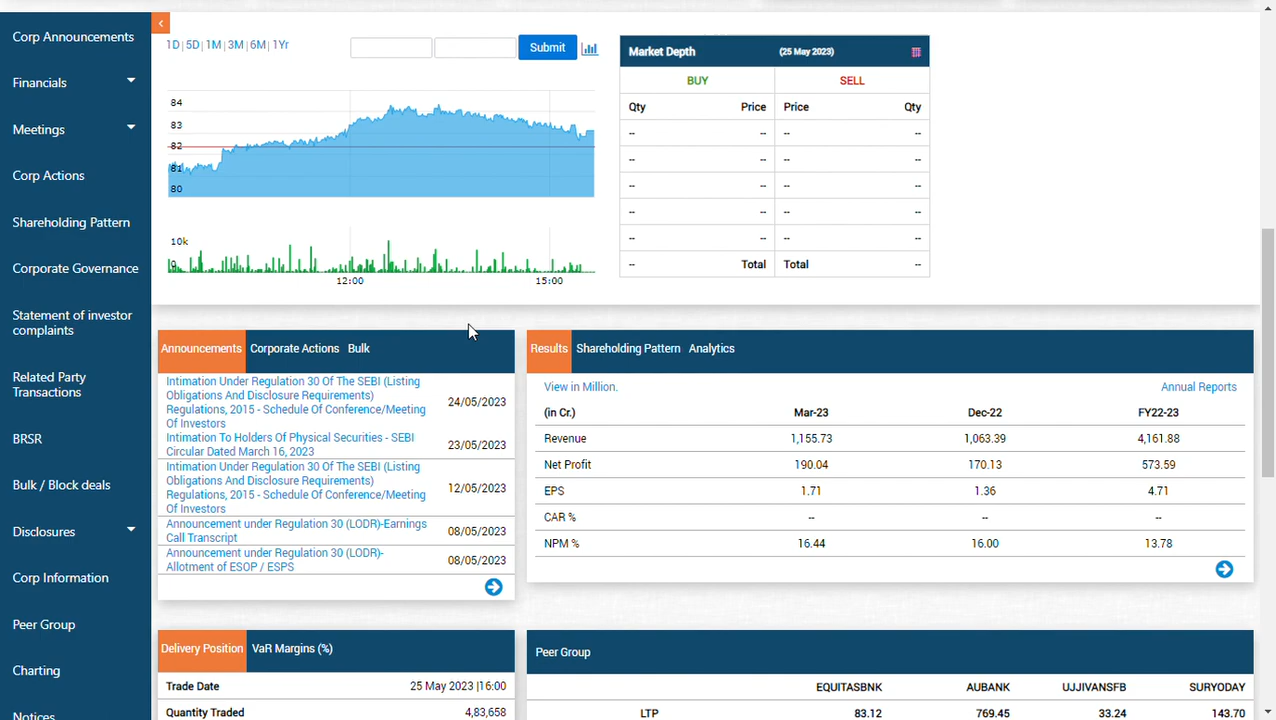 Corp Announcements
Financials
Meetings
Corp Actions
Shareholding Pattern
Corporate Governance
Statement of investor
complaints
Related Party
Transactions
BRSR
Bulk / Block deals
Disclosures
Corp Information
Peer Group
Charting
Notices
<
1D | 5D | 1M | 3M | 6M | 1Yr
Submit
84
83
82
81
80
10k
0
12:00 15:00
Market Depth (25 May 2023)
BUY SELL
Qty Price Price Qty
-- -- -- --
-- -- -- --
-- -- -- --
-- -- -- --
-- -- -- --
-- Total Total --
Announcements Corporate Actions Bulk
Intimation Under Regulation 30 Of The SEBI (Listing
Obligations And Disclosure Requirements)
Regulations, 2015 - Schedule Of Conference/Meeting
Of Investors
24/05/2023
Intimation To Holders Of Physical Securities - SEBI
Circular Dated March 16, 2023
23/05/2023
Intimation Under Regulation 30 Of The SEBI (Listing
Obligations And Disclosure Requirements)
Regulations, 2015 - Schedule Of Conference/Meeting
Of Investors
12/05/2023
Announcement under Regulation 30 (LODR)-Earnings
Call Transcript
08/05/2023
Announcement under Regulation 30 (LODR)-
Allotment of ESOP / ESPS
08/05/2023
Results Shareholding Pattern Analytics
View in Million. Annual Reports
(in Cr.) Mar-23 Dec-22 FY22-23
Revenue 1,155.73 1,063.39 4,161.88
Net Profit 190.04 170.13 573.59
EPS 1.71 1.36 4.71
CAR % -- -- --
NPM % 16.44 16.00 13.78
Delivery Position VaR Margins (%)
Trade Date 25 May 2023 |16:00
Quantity Traded 4,83,658
Peer Group
EQUITASBNK AUBANK UJJIVANSFB SURYODAY
LTP 83.12 769.45 33.24 143.70